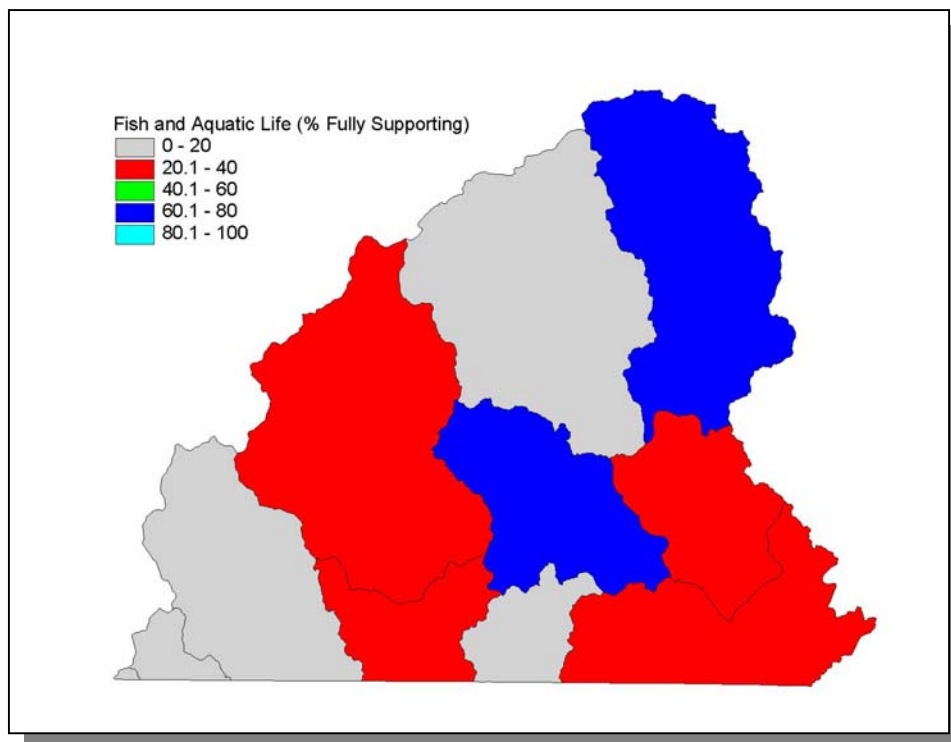 Fish and Aquatic Life (% Fully Supporting)
0 - 20
20.1 - 40
40.1 - 60
60.1 - 80
80.1 - 100